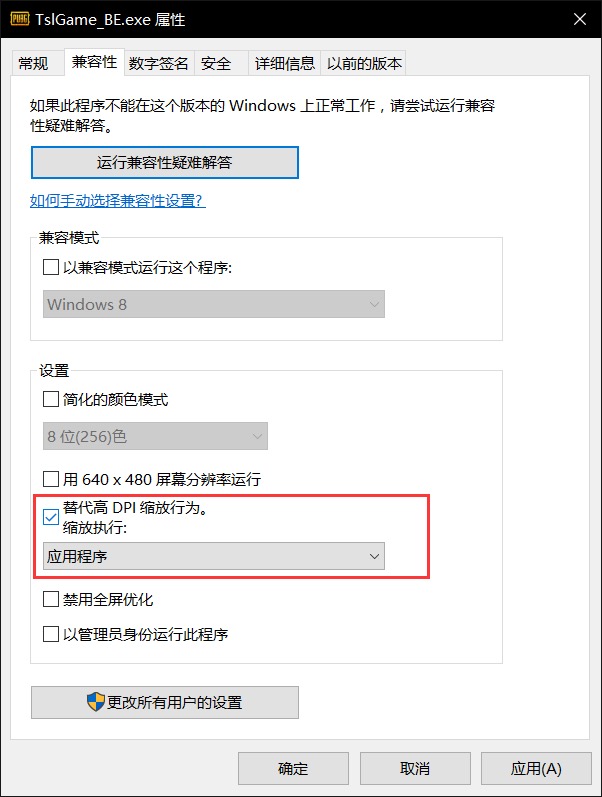 PUBG
TslGame_BE.exe 属性
常规 兼容性 数字签名 安全 详细信息 以前的版本
如果此程序不能在这个版本的 Windows 上正常工作，请尝试运行兼容
性疑难解答。
运行兼容性疑难解答
如何手动选择兼容性设置?
兼容模式
以兼容模式运行这个程序:
Windows 8
设置
简化的颜色模式
8 位(256)色
用 640 x 480 屏幕分辨率运行
替代高 DPI 缩放行为。
缩放执行:
应用程序
禁用全屏优化
以管理员身份运行此程序
更改所有用户的设置
确定 取消 应用(A)